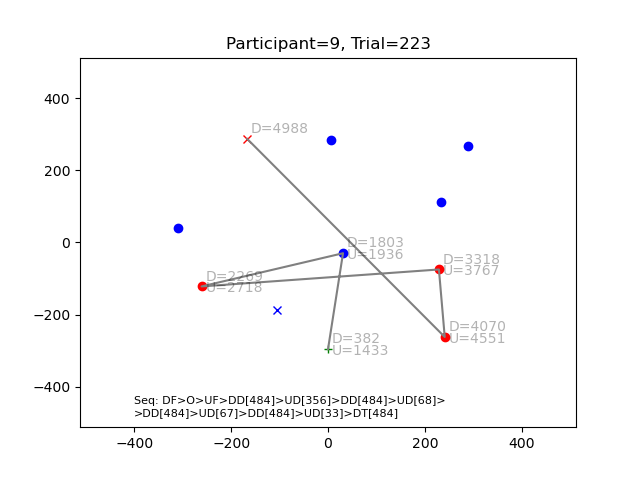 Participant=9, Trial=223
400
200
0
−200
−400
−400
−200
0
200
400
D=4988
D=1803
U=1936
D=2269
U=2718
D=3318
U=3767
D=4070
U=4551
D=382
U=1433
Seq: DF>O>UF>DD[484]>UD[356]>DD[484]>UD[68]>
>DD[484]>UD[67]>DD[484]>UD[33]>DT[484]